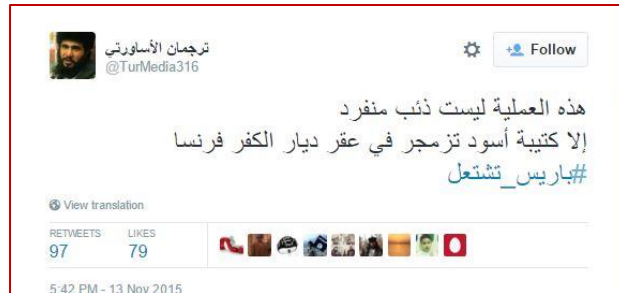 ترجمان الأساورتي
@TurMedia316
Follow
هذه العملية ليست ذئب منفرد
إلا كتيبة أسود تزمجر في عقر ديار الكفر فرنسا
#باريس_تشتعل
View translation
RETWEETS LIKES
97 79
5:42 PM - 13 Nov 2015